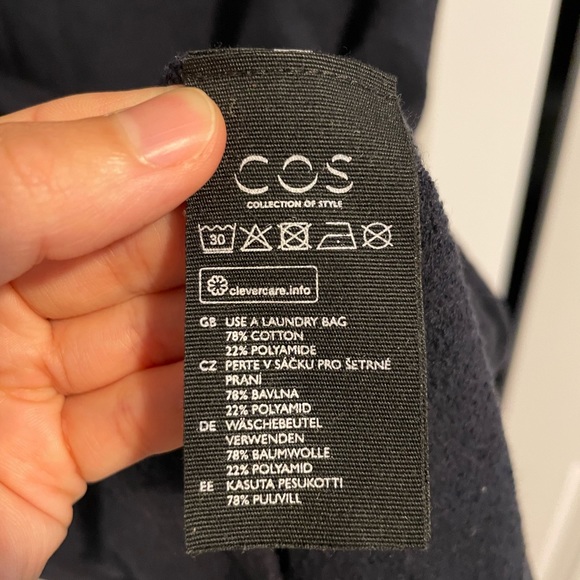 COS
COLLECTION OF STYLE
30
clevercare.info
GB USE A LAUNDRY BAG
78% COTTON
22% POLYAMIDE
CZ PERTE V SÁČKU PRO ŠETRNÉ
PRANÍ
78% BAVLNA
22% POLYAMID
DE WÄSCHEBEUTEL
VERWENDEN
78% BAUMWOLLE
22% POLYAMID
EE KASUTA PESUKOTTI
78% PUUVILL